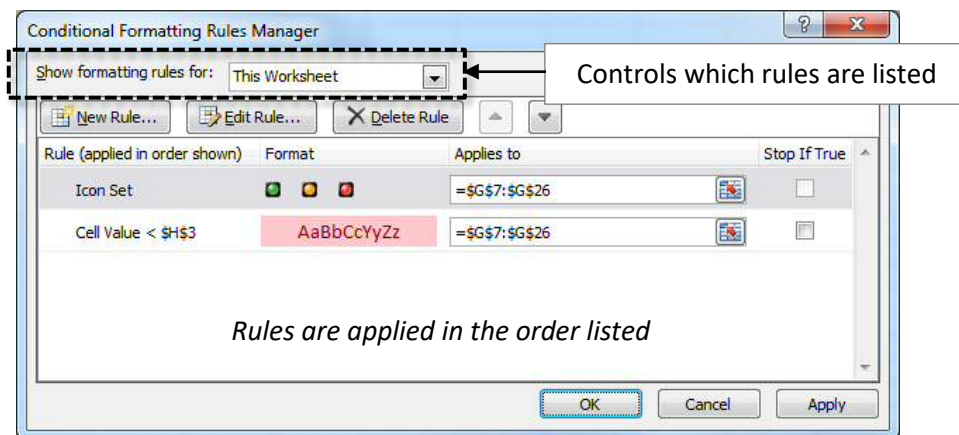 Conditional Formatting Rules Manager
?
X
Show formatting rules for: This Worksheet
Controls which rules are listed
New Rule... Edit Rule... Delete Rule
Rule (applied in order shown) Format Applies to Stop If True
Icon Set =$G$7:$G$26
Cell Value < $H$3 AaBbCcYyZz =$G$7:$G$26
Rules are applied in the order listed
OK Cancel Apply